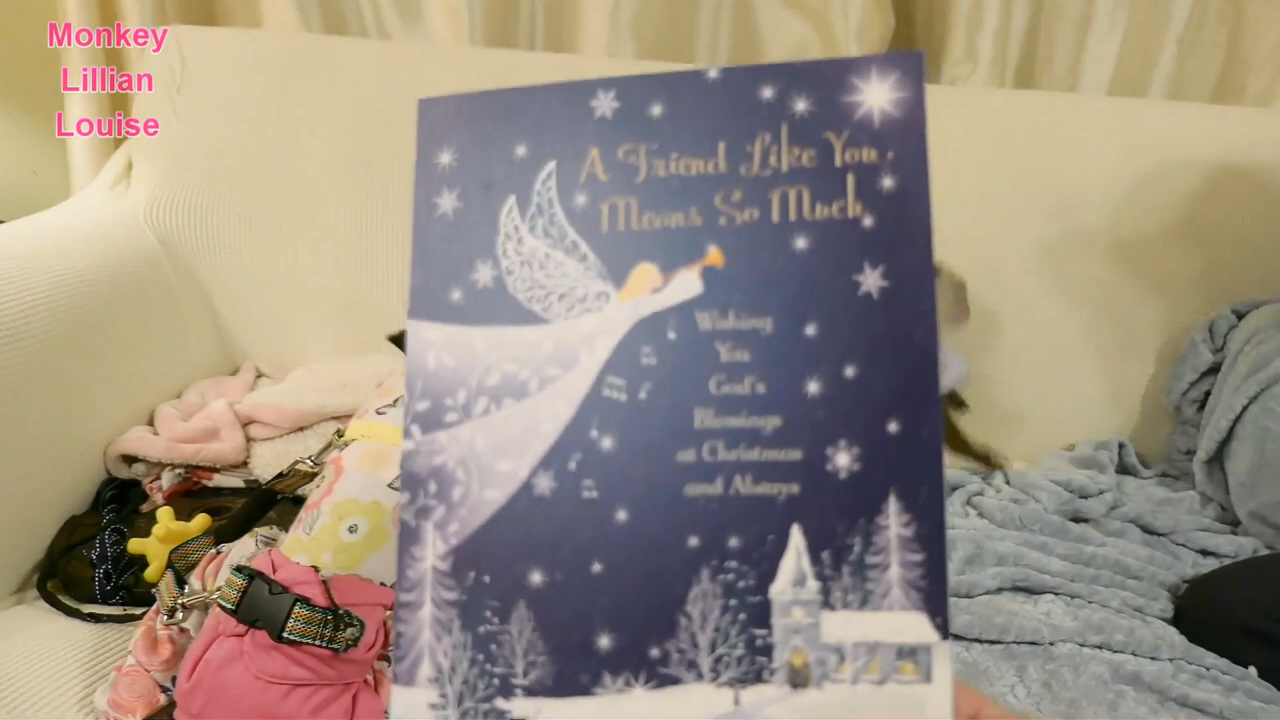 Monkey
Lillian
Louise
A Friend Like You
Means So Much
Wishing
You
God's
Blessings
at Christmas
and Always